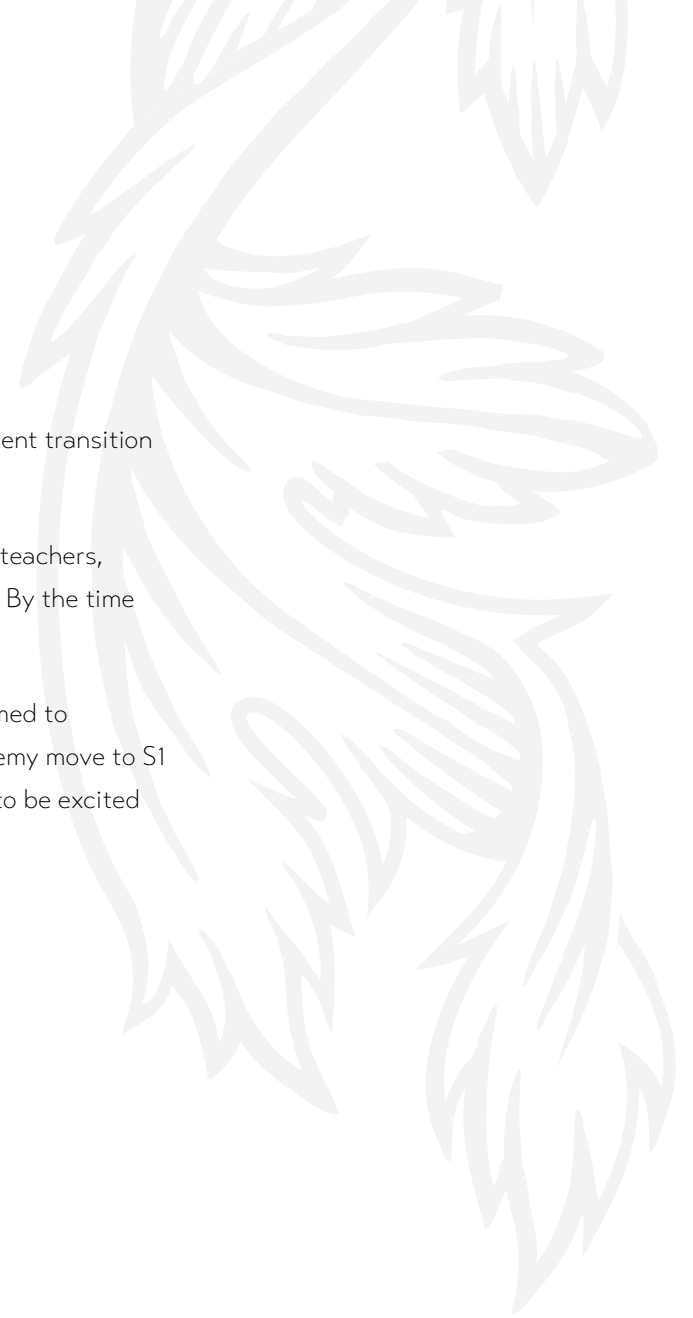 ent transition
teachers,
By the time
ned to
emy move to S1
to be excited